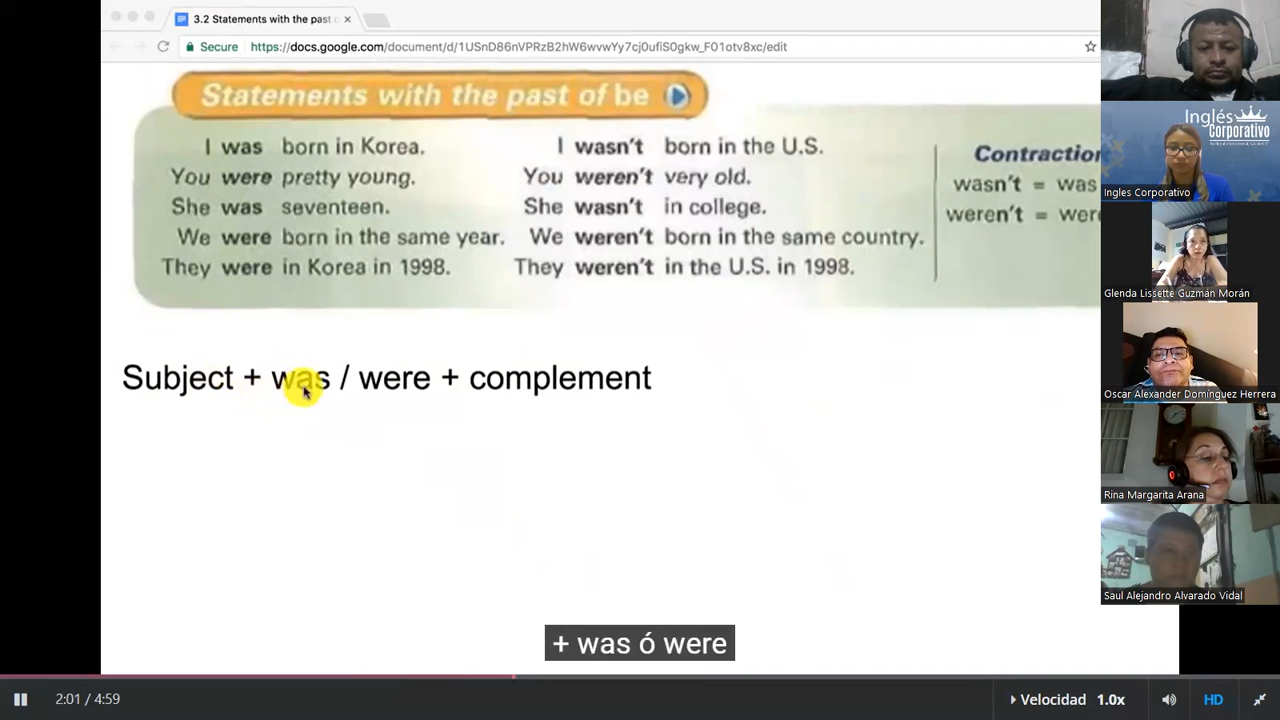 3.2 Statements with the past
Secure
https://docs.google.com/document/d/1USnD86nVPRzB2hW6wvwYy7cj0ufiS0gkw_F01otv8xc/edit
Statements with the past of be
I was born in Korea.
You were pretty young.
She was seventeen.
We were born in the same year.
They were in Korea in 1998.
I wasn't born in the U.S.
You weren't very old.
She wasn't in college.
We weren't born in the same country.
They weren't in the U.S. in 1998.
Contraction
wasn't = was
weren't = wer
Subject + was / were + complement
+ was ó were
2:01 / 4:59
Velocidad 1.0x
HD
Inglés
Corporativo
Ingles Corporativo
Glenda Lissette Guzmán Morán
Oscar Alexander Domínguez Herrera
Rina Margarita Arana
Saul Alejandro Alvarado Vidal